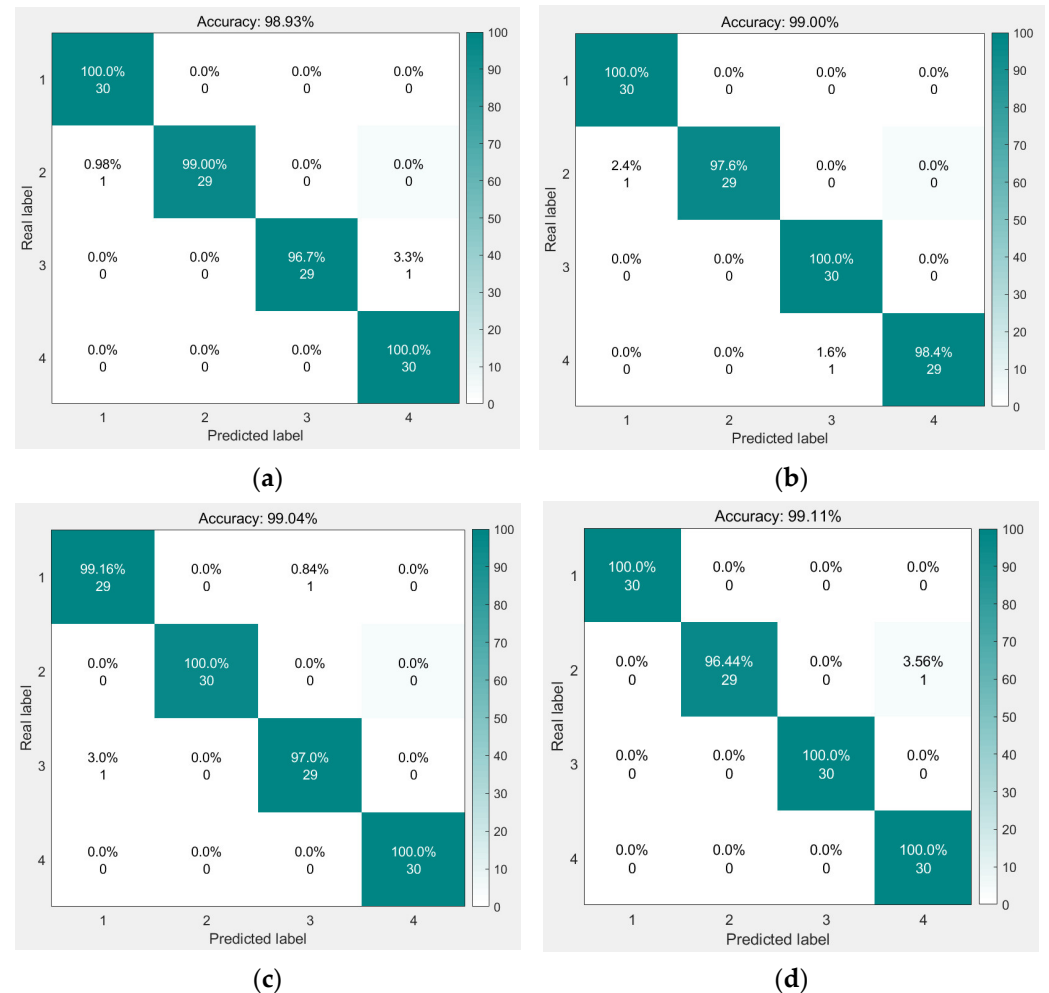 Accuracy: 98.93%
1 100.0% 0.0% 0.0% 0.0% 100
30 0 0 0 90
2 0.98% 99.00% 0.0% 0.0% 80
1 29 0 0 70
Real label 60
3 0.0% 0.0% 96.7% 3.3% 50
0 0 29 1 40
4 0.0% 0.0% 0.0% 100.0% 30
0 0 0 30 20
10
0
1 2 3 4
Predicted label
(a)
Accuracy: 99.00%
1 100.0% 0.0% 0.0% 0.0% 100
30 0 0 0 90
2 2.4% 97.6% 0.0% 0.0% 80
1 29 0 0 70
Real label 60
3 0.0% 0.0% 100.0% 0.0% 50
0 0 30 0 40
4 0.0% 0.0% 1.6% 98.4% 30
0 0 1 29 20
10
0
1 2 3 4
Predicted label
(b)
Accuracy: 99.04%
1 99.16% 0.0% 0.84% 0.0% 100
29 0 1 0 90
2 0.0% 100.0% 0.0% 0.0% 80
0 30 0 0 70
Real label 60
3 3.0% 0.0% 97.0% 0.0% 50
1 0 29 0 40
4 0.0% 0.0% 0.0% 100.0% 30
0 0 0 30 20
10
0
1 2 3 4
Predicted label
(c)
Accuracy: 99.11%
1 100.0% 0.0% 0.0% 0.0% 100
30 0 0 0 90
2 0.0% 96.44% 0.0% 3.56% 80
0 29 0 1 70
Real label 60
3 0.0% 0.0% 100.0% 0.0% 50
0 0 30 0 40
4 0.0% 0.0% 0.0% 100.0% 30
0 0 0 30 20
10
0
1 2 3 4
Predicted label
(d)